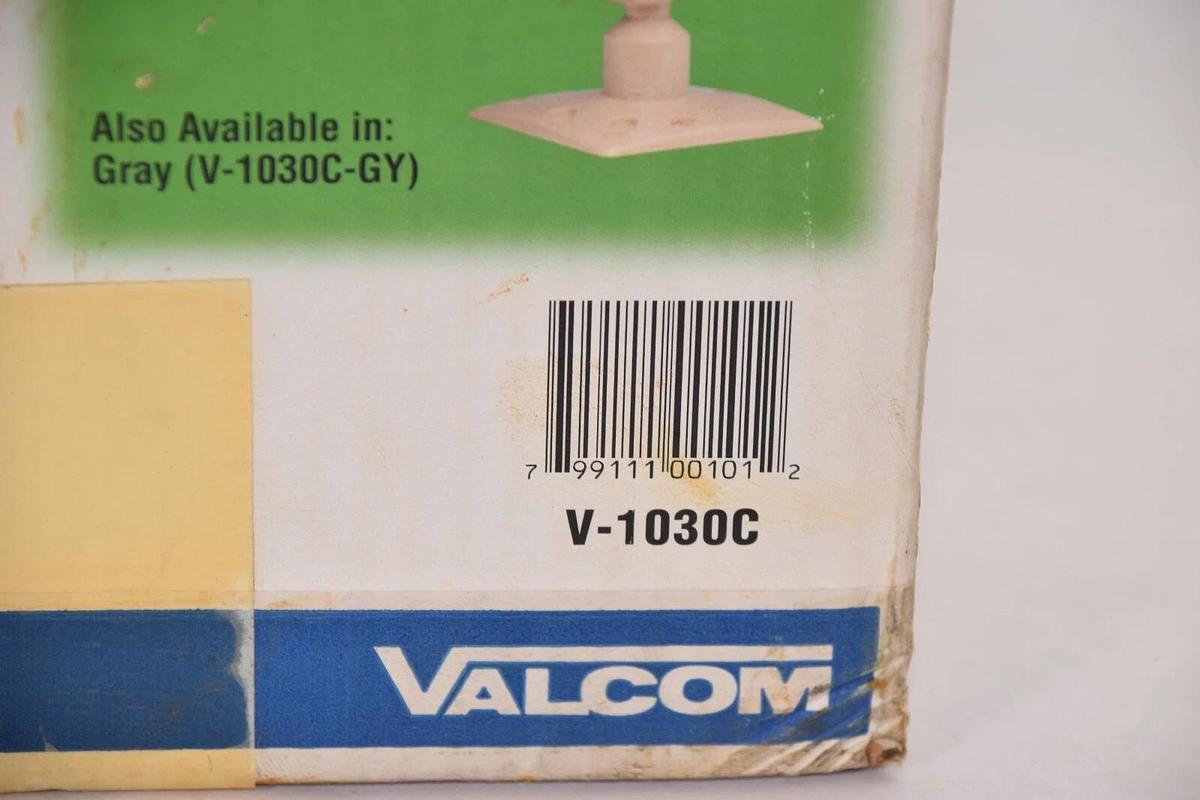 Also Available in:
Gray (V-1030C-GY)
7 99111 00101 2
V-1030C
VALCOM